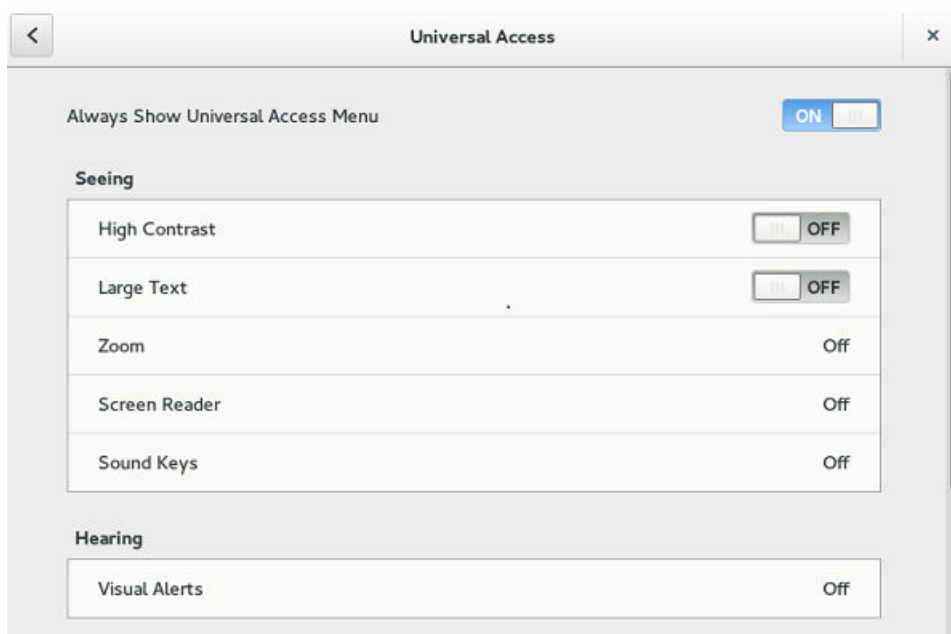 Universal Access
Always Show Universal Access Menu ON
Seeing
High Contrast OFF
Large Text OFF
Zoom Off
Screen Reader Off
Sound Keys Off
Hearing
Visual Alerts Off